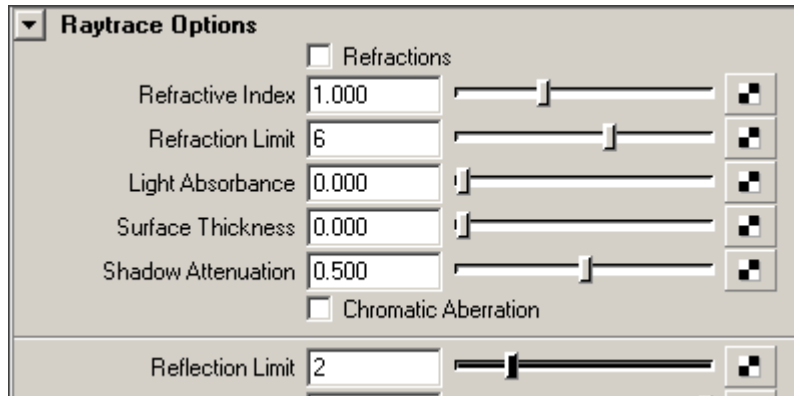 Raytrace Options
Refractions
Refractive Index 1.000
Refraction Limit 6
Light Absorbance 0.000
Surface Thickness 0.000
Shadow Attenuation 0.500
Chromatic Aberration
Reflection Limit 2